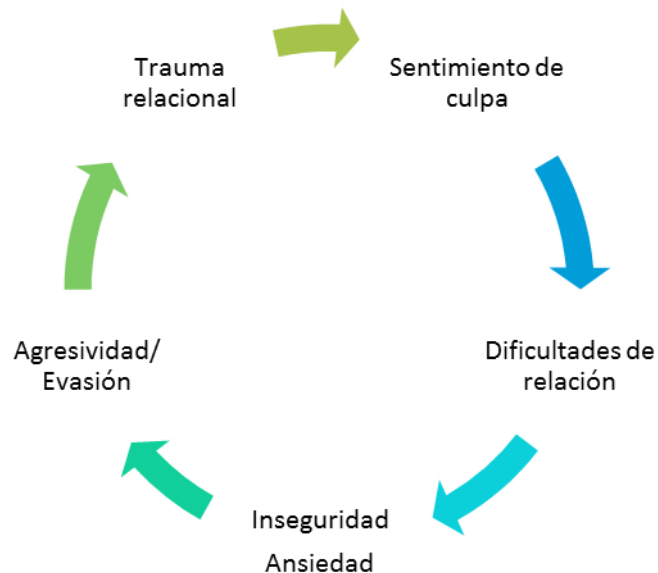 Trauma
relacional
Sentimiento de
culpa
Dificultades de
relación
Inseguridad
Ansiedad
Agresividad/
Evasión